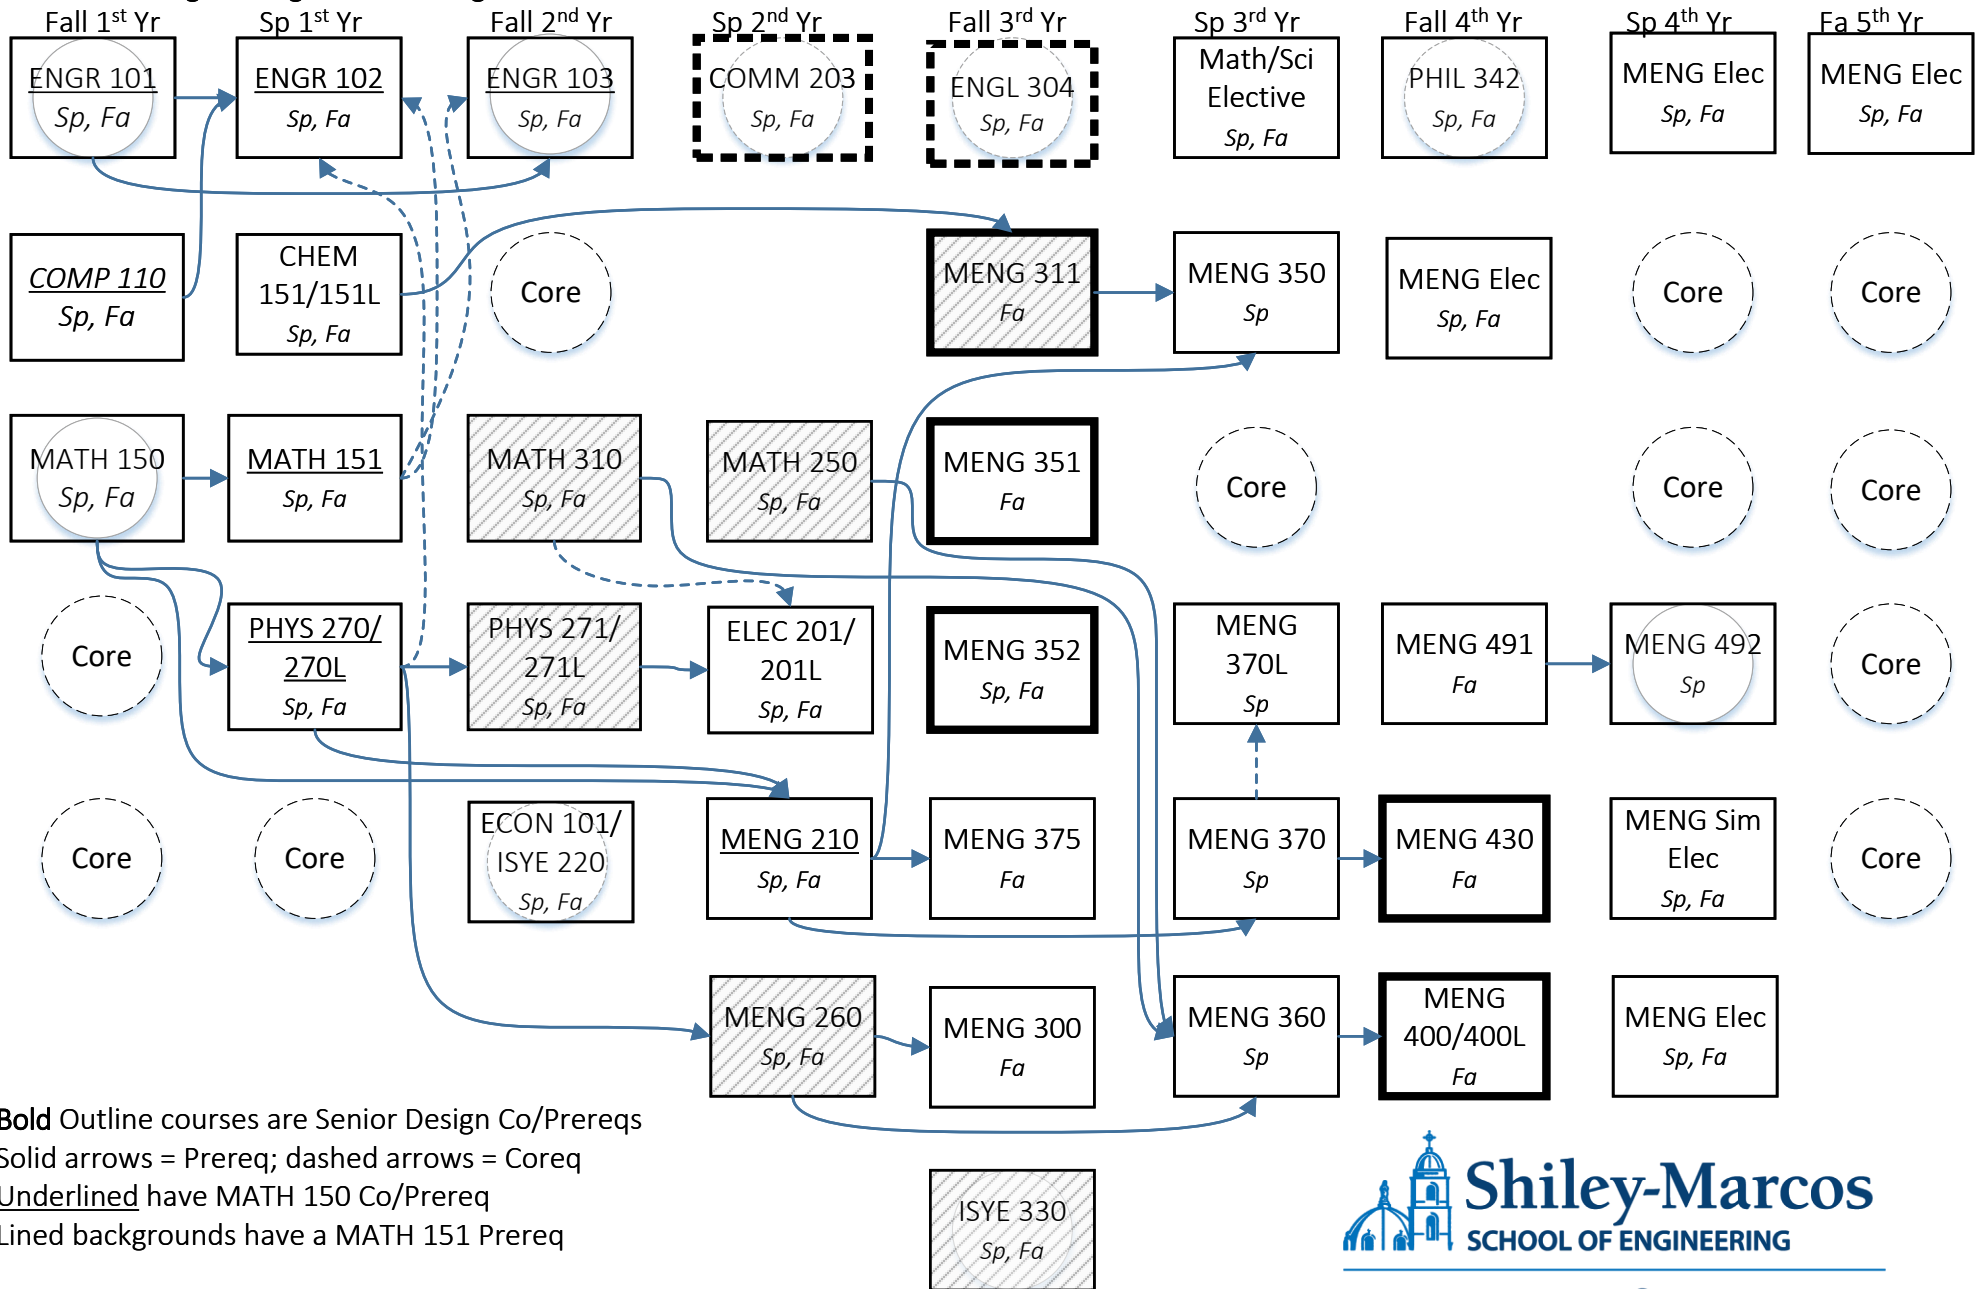 Fall 1st Yr
Sp 1st Yr
Fall 2nd Yr
Sp 2nd Yr
Fall 3rd Yr
Sp 3rd Yr
Fall 4th Yr
Sp 4th Yr
Fa 5th Yr
ENGR 101
Sp, Fa
ENGR 102
Sp, Fa
ENGR 103
Sp, Fa
COMM 203
Sp, Fa
ENGL 304
Sp, Fa
Math/Sci
Elective
Sp, Fa
PHIL 342
Sp, Fa
MENG Elec
Sp, Fa
MENG Elec
Sp, Fa
COMP 110
Sp, Fa
CHEM
151/151L
Sp, Fa
Core
MENG 311
Fa
MENG 350
Sp
MENG Elec
Sp, Fa
Core
Core
MATH 150
Sp, Fa
MATH 151
Sp, Fa
MATH 310
Sp, Fa
MATH 250
Sp, Fa
MENG 351
Fa
Core
Core
Core
Core
PHYS 270/
270L
Sp, Fa
PHYS 271/
271L
Sp, Fa
ELEC 201/
201L
Sp, Fa
MENG 352
Sp, Fa
MENG
370L
Sp
MENG 491
Fa
MENG 492
Sp
Core
Core
Core
ECON 101/
ISYE 220
Sp, Fa
MENG 210
Sp, Fa
MENG 375
Fa
MENG 370
Sp
MENG 430
Fa
MENG Sim
Elec
Sp, Fa
Core
MENG 260
Sp, Fa
MENG 300
Fa
MENG 360
Sp
MENG
400/400L
Fa
MENG Elec
Sp, Fa
Bold Outline courses are Senior Design Co/Prereqs
Solid arrows = Prereq; dashed arrows = Coreq
Underlined have MATH 150 Co/Prereq
Lined backgrounds have a MATH 151 Prereq
ISYE 330
Sp, Fa
Shiley-Marcos
SCHOOL OF ENGINEERING